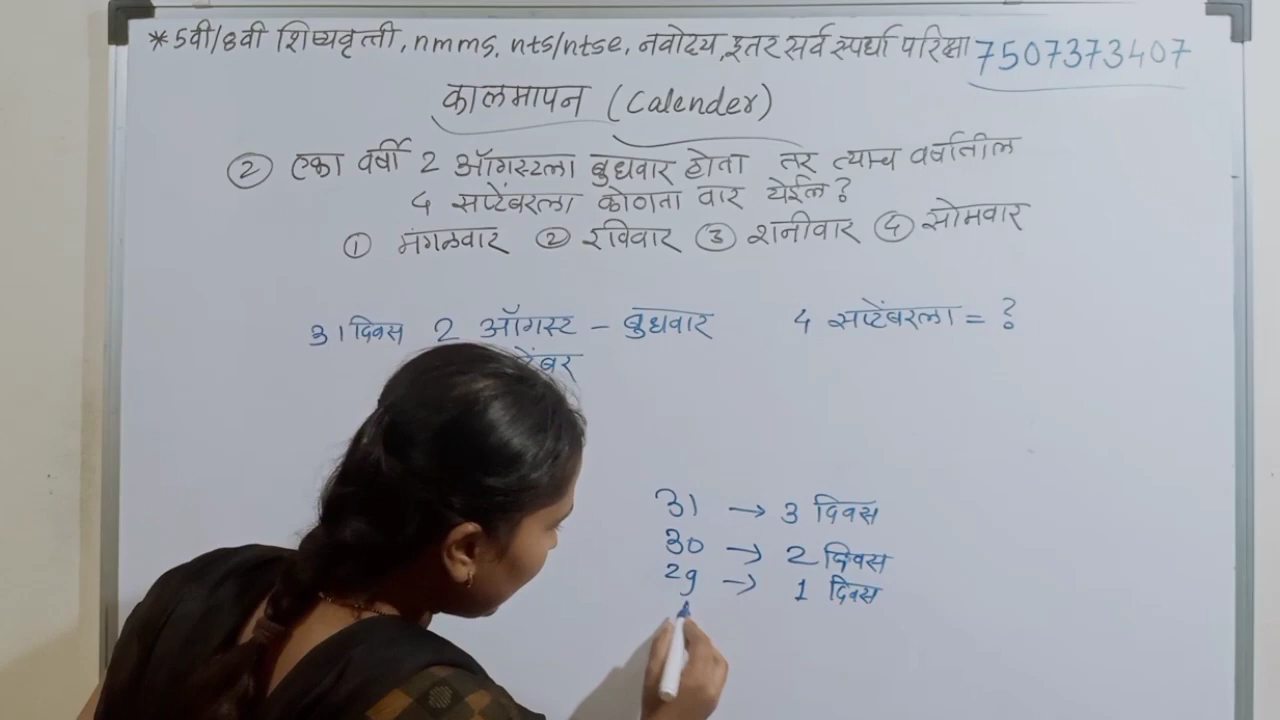 * 5वी/8वी शिष्यवृत्ती, nmms, nts/ntse, नवोदय, इतर सर्व स्पर्धा परिक्षा 7507373407
कालमापन (Calender)
② एका वर्षी 2 ऑगस्टला बुधवार होता तर त्याच वर्षातील
4 सप्टेंबरला कोणता वार येईल?
① मंगळवार ② रविवार ③ शनीवार ④ सोमवार
31 दिवस 2 ऑगस्ट – बुधवार 4 सप्टेंबरला = ?
31 → 3 दिवस
30 → 2 दिवस
29 → 1 दिवस